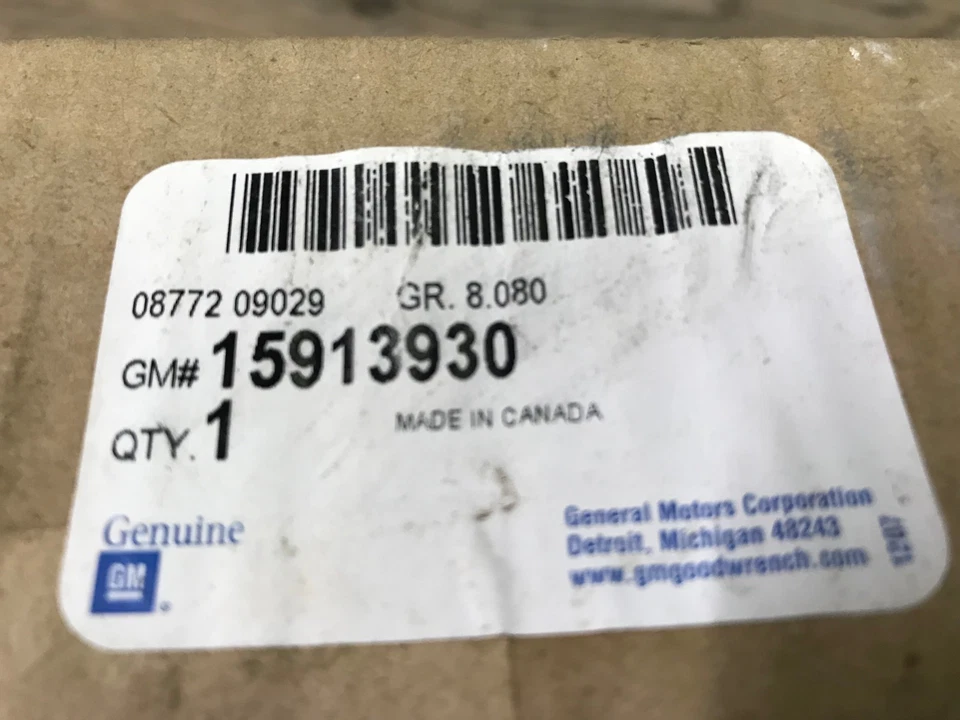 08772 09029 GR. 8.080
GM# 15913930
QTY. 1 MADE IN CANADA
Genuine
GM
General Motors Corporation
Detroit, Michigan 48243
www.gmgoodwrench.com